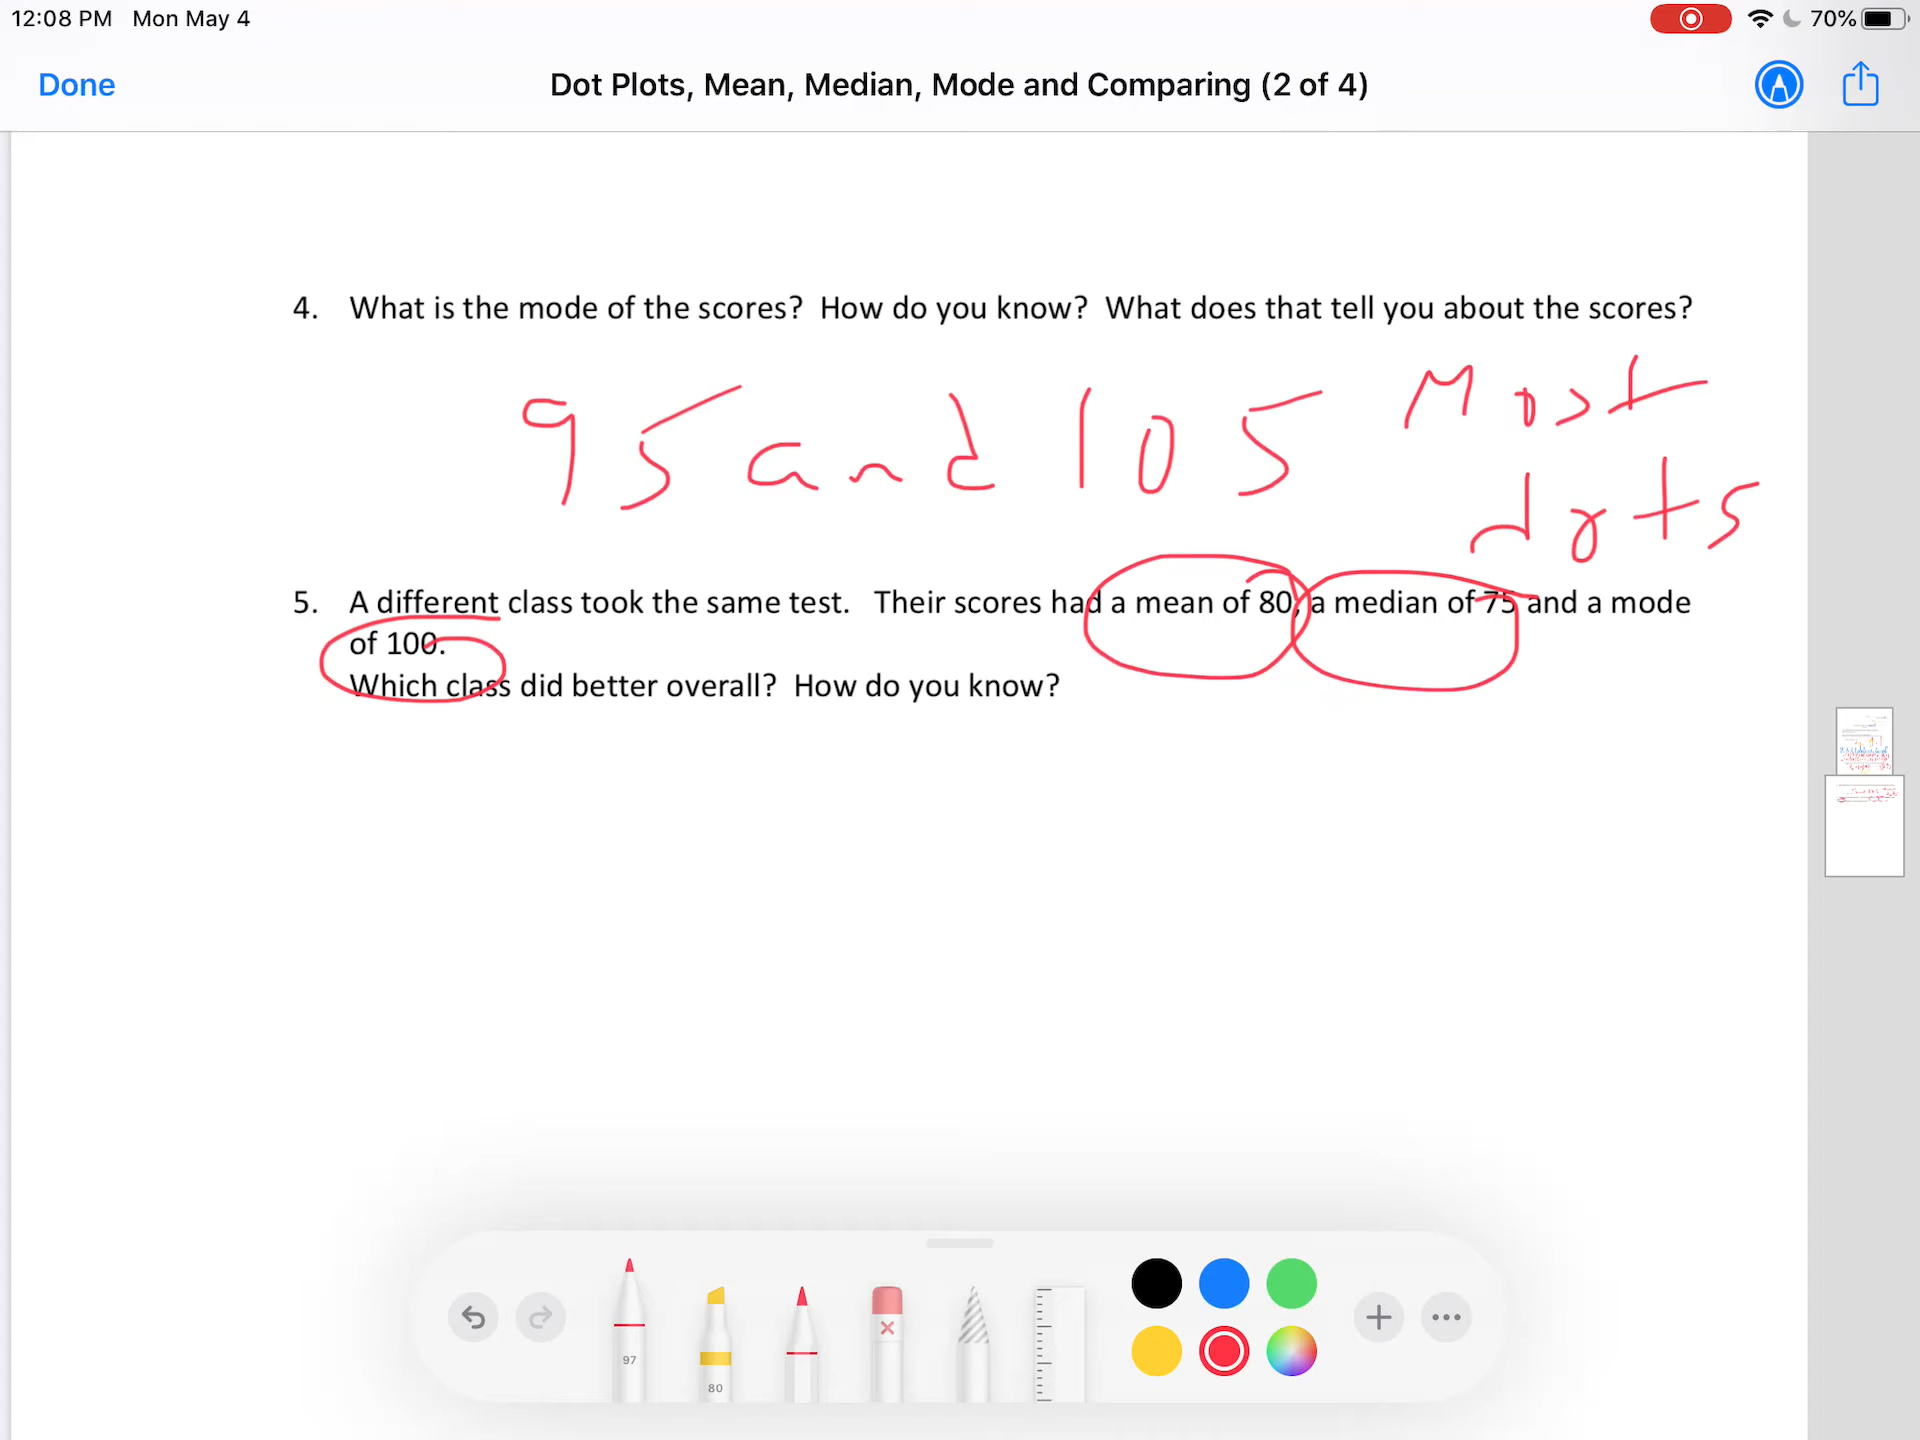 12:08 PM Mon May 4
70%
Done
Dot Plots, Mean, Median, Mode and Comparing (2 of 4)
4. What is the mode of the scores? How do you know? What does that tell you about the scores?
95 and 105 Most
dots
5. A different class took the same test. Their scores had a mean of 80, a median of 75 and a mode
of 100.
Which class did better overall? How do you know?
97
80